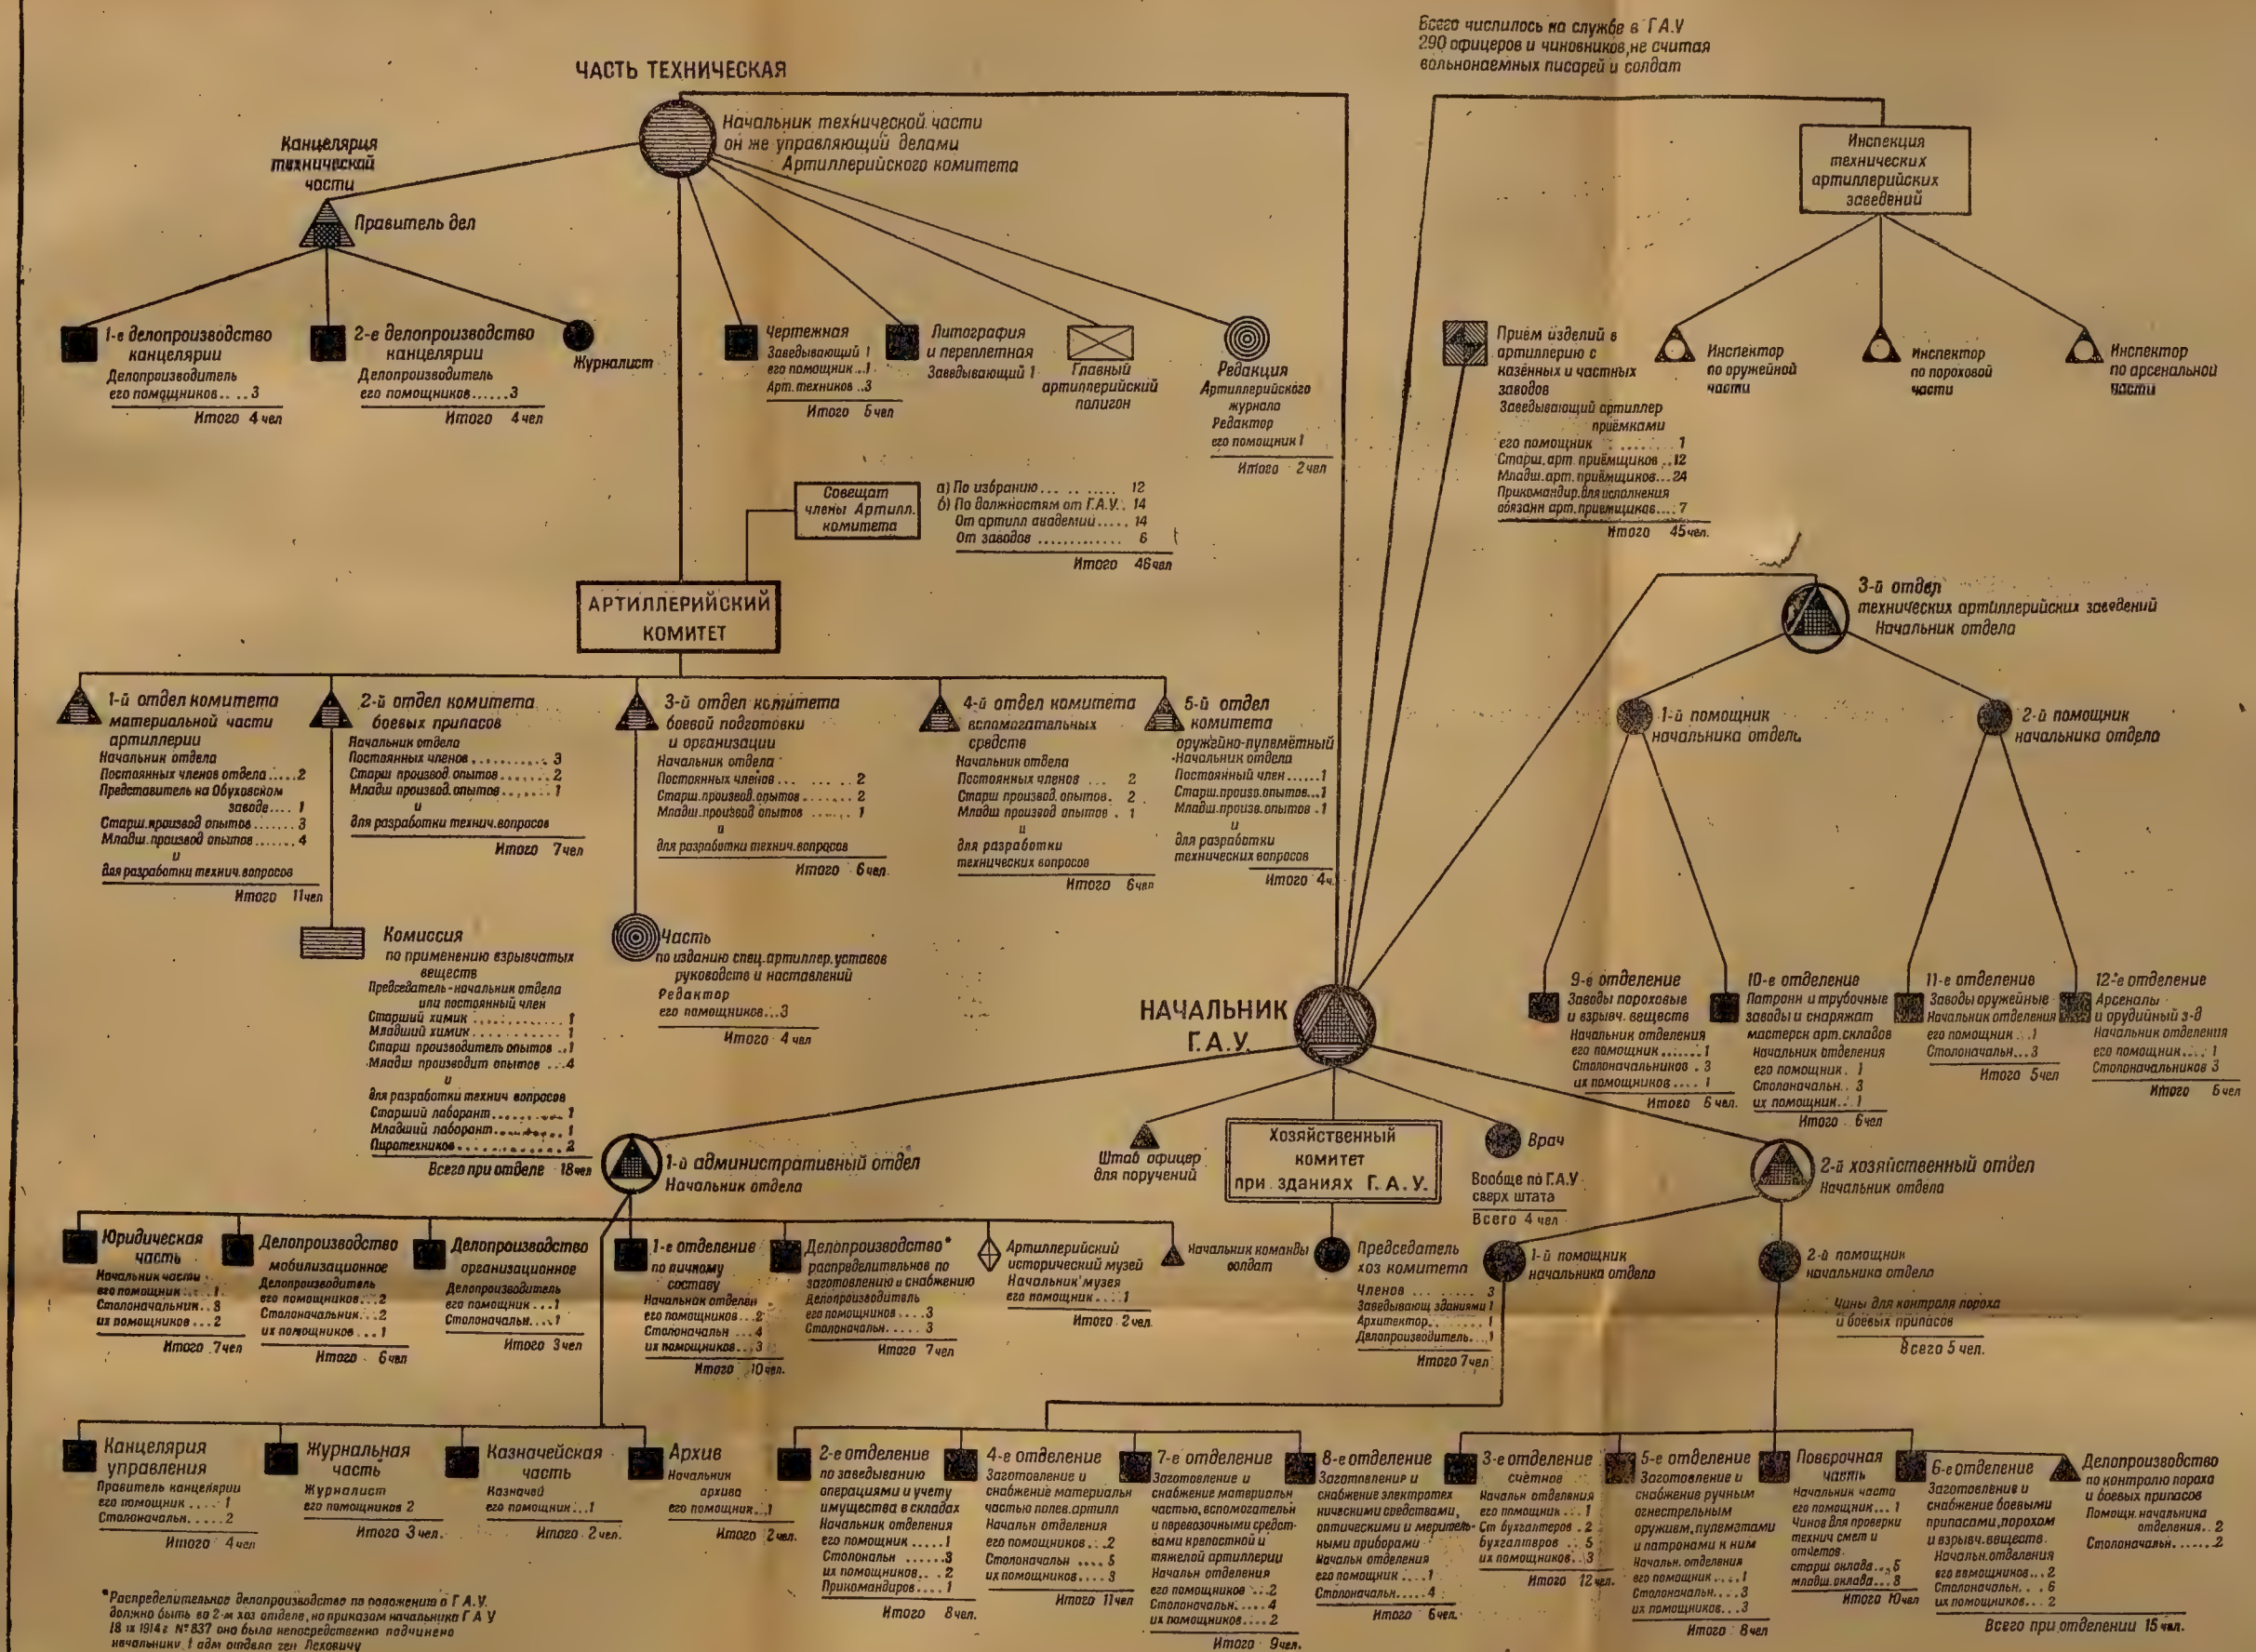 Всего числилось на службе в Г.А.У
290 офицеров и чиновников, не считая
вольнонаемных писарей и солдат
ЧАСТЬ ТЕХНИЧЕСКАЯ
Начальник технической части
он же управляющий делами
Артиллерийского комитета
Канцелярия
технической
части
Правитель дел
1-е делопроизводство
канцелярии
Делопроизводитель
его помощников.. ..3
Итого 4 чел
2-е делопроизводство
канцелярии
Делопроизводитель
его помощников......3
Итого 4 чел
Журналист
Чертежная
Заведывающий 1
его помощник ..1
Арт. техников ..3
Итого 5 чел
Литография
и переплетная
Заведывающий 1
Главный
артиллерийский
полигон
Редакция
Артиллерийского
журнала
Редактор
его помощник 1
Итого 2 чел
Инспекция
технических
артиллерийских
заведений
Приём изделий в
артиллерию с
казённых и частных
заводов
Заведывающий артиллер
приёмками
его помощник ........ 1
Старш. арт. приёмщиков ..12
Младш. арт. приёмщиков...24
Прикомандир. для исполнения
обязанн арт. приемщиков....7
Итого 45 чел.
Инспектор
по оружейной
части
Инспектор
по пороховой
части
Инспектор
по арсенальной
части
Совещат
члены Артилл.
комитета
а) По избранию... .. ..... 12
б) По должностям от Г.А.У. . 14
От артилл академий ..... 14
От заводов ............ 6
Итого 46 чел
АРТИЛЛЕРИЙСКИЙ
КОМИТЕТ
1-й отдел комитета
материальной части
артиллерии
Начальник отдела
Постоянных членов отдела .....2
Представитель на Обуховском
заводе.... 1
Старш. производ опытов ....... 3
Младш. производ опытов ....... 4
и
для разработки технич. вопросов
Итого 11 чел
2-й отдел комитета
боевых припасов
Начальник отдела
Постоянных членов .......... 3
Старш производ. опытов ....... 2
Младш производ. опытов ....... 1
и
для разработки технич. вопросов
Итого 7 чел
3-й отдел комитета
боевой подготовки
и организации
Начальник отдела
Постоянных членов ... ...... 2
Старш. производ. опытов ....... 2
Младш. производ опытов ...... 1
и
для разработки технич. вопросов
Итого 6 чел.
4-й отдел комитета
вспомогательных
средств
Начальник отдела
Постоянных членов ... 2
Старш производ. опытов. 2
Младш производ опытов . 1
и
для разработки
технических вопросов
Итого 6 чел
5-й отдел
комитета
оружейно-пулемётный
Начальник отдела
Постоянный член ......1
Старш. произв. опытов...1
Младш. произв. опытов .1
и
для разработки
технических вопросов
Итого 4 ч.
3-й отдел
технических артиллерийских заведений
Начальник отдела
1-й помощник
начальника отдела
2-й помощник
начальника отдела
Комиссия
по применению взрывчатых
веществ
Председатель-начальник отдела
или постоянный член
Старший химик .............. 1
Младший химик.............. 1
Старш производитель опытов ..1
Младш производит опытов ...4
и
для разработки технич вопросов
Старший лаборант........... 1
Младший лаборант........... 1
Пиротехников ............... 2
Всего при отделе 18 чел
Часть
по изданию спец. артиллер. уставов
руководств и наставлений
Редактор
его помощников...3
Итого 4 чел
НАЧАЛЬНИК
Г.А.У.
9-е отделение
Заводы пороховые
и взрывч. веществ
Начальник отделения
его помощник.......1
Столоначальников . 3
их помощников .... 1
Итого 6 чел.
10-е отделение
Патронн и трубочные
заводы и снаряжат
мастерск арт. складов
Начальник отделения
его помощник. 1
Столоначальн.. 3
их помощник... 1
Итого 6 чел
11-е отделение
Заводы оружейные
Начальник отделения
его помощник ...1
Столоначальн...3
Итого 5 чел
12-е отделение
Арсеналы
и орудийный з-д
Начальник отделения
его помощник.... 1
Столоначальников 3
Итого 5 чел
1-й административный отдел
Начальник отдела
Штаб офицер
для поручений
Хозяйственный
комитет
при зданиях Г.А.У.
Врач
Вообще по Г.А.У
сверх штата
Всего 4 чел
2-й хозяйственный отдел
Начальник отдела
Юридическая
часть
Начальник части
его помощник ... 1
Столоначальник.. 3
их помощников ...2
Итого 7 чел
Делопроизводство
мобилизационное
Делопроизводитель
его помощников...2
Столоначальник...2
их помощников ... 1
Итого 6 чел
Делопроизводство
организационное
Делопроизводитель
его помощник ...1
Столоначальн....1
Итого 3 чел
1-е отделение
по личному
составу
Начальник отделен
его помощников...2
Столоначальн ...4
их помощников...3
Итого 10 чел.
Делопроизводство*
распределительное по
заготовлению и снабжению
Делопроизводитель
его помощников....3
Столоначальн..... 3
Итого 7 чел
Артиллерийский
исторический музей
Начальник музея
его помощник....1
Итого 2 чел.
Начальник команды
солдат
Председатель
хоз комитета
Членов ......... 3
Заведывающ зданиями 1
Архитектор........ 1
Делопроизводитель...1
Итого 7 чел
1-й помощник
начальника отдела
2-й помощник
начальника отдела
Чины для контроля пороха
и боевых припасов
Всего 5 чел.
Канцелярия
управления
Правитель канцелярии
его помощник .... 1
Столоначальн..... 2
Итого 4 чел
Журнальная
часть
Журналист
его помощников 2
Итого 3 чел.
Казначейская
часть
Казначей
его помощник...1
Итого 2 чел.
Архив
Начальник
архива
его помощник..1
Итого 2 чел.
2-е отделение
по заведыванию
операциями и учету
имущества в складах
Начальник отделения
его помощник .....1
Столональн ......3
их помощников... 2
Прикомандиров.... 1
Итого 8 чел.
4-е отделение
Заготовление и
снабжение материальн
частью полев. артилл
Начальн отделения
его помощников ...2
Столоначальн .... 5
их помощников ... 3
Итого 11 чел
7-е отделение
Заготовление и
снабжение материальн
частью, вспомогательн
и перевозочными средст-
вами крепостной и
тяжелой артиллерии
Начальн отделения
его помощников ...2
Столоначальн..... 4
их помощников....2
Итого 9 чел.
8-е отделение
Заготовление и
снабжение электротех
ническими средствами,
оптическими и меритель-
ными приборами
Начальн отделения
его помощник....1
Столоначальн.... 4
Итого 6 чел.
3-е отделение
счётное
Начальн отделения
его помощник ... 1
Ст бухгалтеров . 2
бухгалтеров .. 5
их помощников... 3
Итого 12 чел.
5-е отделение
Заготовление и
снабжение ручным
огнестрельным
оружием, пулеметами
и патронами к ним
Начальн. отделения
его помощник....1
Столоначальн....3
их помощников...3
Итого 8 чел
Поверочная
часть
Начальник части
его помощник... 1
Чинов для проверки
технич смет и
отчетов
старш оклада...5
младш. оклада...3
Итого 10 чел
6-е отделение
Заготовление и
снабжение боевыми
припасами, порохом
и взрывч. веществ.
Начальн. отделения
его помощников...2
Столоначальн. .. 6
их помощников.. 2
Всего при отделении 15 чел.
Делопроизводство
по контролю пороха
и боевых припасов
Помощн. начальника
отделения.. 2
Столоначальн.......2
*Распределительное делопроизводство по положению о Г.А.У.
должно быть во 2-м хоз отделе, но приказом начальника Г А У
18 IX 1914 г N°837 оно было непосредственно подчинено
начальнику 1 адм отдела ген Леховичу